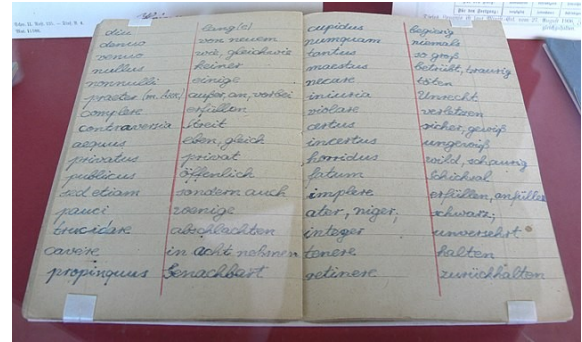 diu lang(e)
denuo von neuem
venuo wie, gleichwie
nullus keiner
nonnulli einige
praeter (m. Acc) außer, an, vorbei
complere erfüllen
controversia Streit
aequus eben, gleich
privatus privat
publicus öffenlich
sed etiam sondern auch
pauci wenige
trucidare abschlachten
cavere in acht nehmen
propinquus benachbart
cupidus begierig
numquam niemals
tantus so groß
maestus betrübt, traurig
necare töten
iniuria Unrecht
violare verletzen
certus sicher, gewiß
incertus ungewiß
horridus wild, schaurig
fatum Schicksal
implere erfüllen, anfüllen
ater, niger, schwarz,
integer unversehrt
tenere halten
retinere zurückhalten